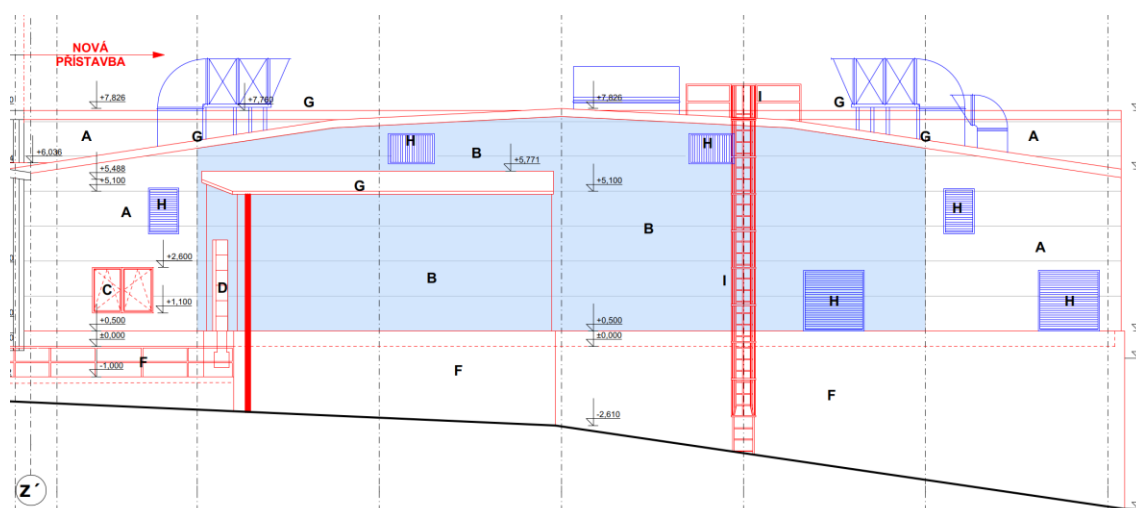 NOVÁ
PŘÍSTAVBA
+7,826
+7,763
G
+7,826
I
G
A
G
H
B
H
G
A
+6,036
+5,771
+5,488
+5,100
G
+5,100
H
A
B
H
A
+2,600
C
D
B
I
H
H
+1,100
+0,500
±0,000
+0,500
±0,000
F
-1,000
F
F
-2,610
Z´